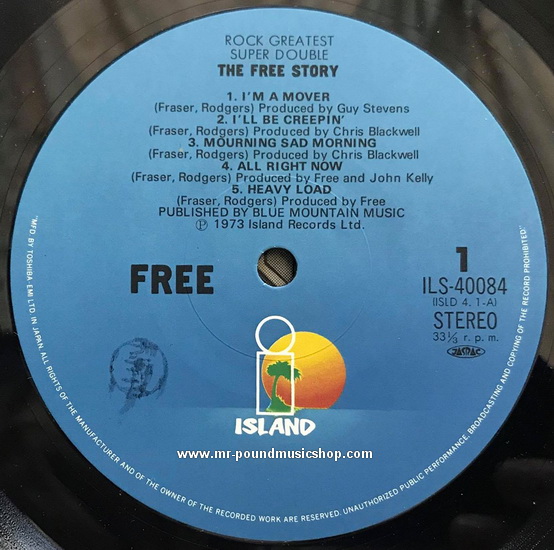 ROCK GREATEST
SUPER DOUBLE
THE FREE STORY
1. I'M A MOVER
(Fraser, Rodgers) Produced by Guy Stevens
2. I'LL BE CREEPIN'
(Fraser, Rodgers) Produced by Chris Blackwell
3. MOURNING SAD MORNING
(Fraser, Rodgers) Produced by Chris Blackwell
4. ALL RIGHT NOW
(Fraser, Rodgers) Produced by Free and John Kelly
5. HEAVY LOAD
(Fraser, Rodgers) Produced by Free
PUBLISHED BY BLUE MOUNTAIN MUSIC
℗ 1973 Island Records Ltd.
FREE
1
ILS-40084
(ISLD 4. 1-A)
STEREO
33⅓ r. p. m.
JASRAC
ISLAND
www.mr-poundmusicshop.com
"MFD. BY TOSHIBA EMI LTD IN JAPAN. ALL RIGHTS OF THE MANUFACTURER AND OF THE OWNER OF THE RECORDED WORK ARE RESERVED. UNAUTHORIZED PUBLIC PERFORMANCE, BROADCASTING AND COPYING OF THE RECORD PROHIBITED."